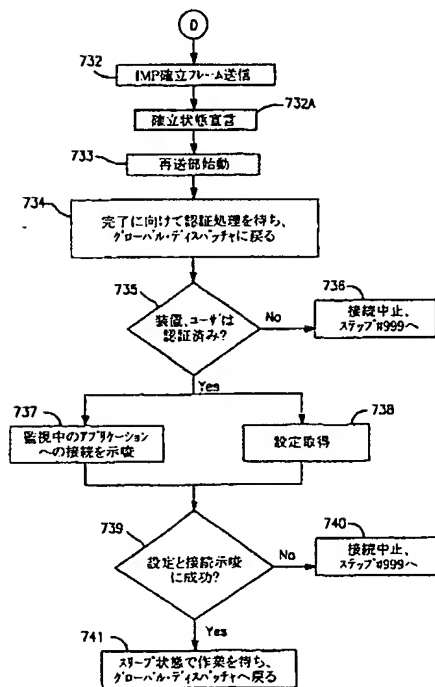 D
732
IMP確立フレーム送信
732A
確立状態宣言
733
再送部始動
734
完了に向けて認証処理を待ち、
グローバル・ディスパッチャに戻る
735
装置、ユーザは
認証済み?
No
736
接続中止、
ステップ#999へ
Yes
737
監視中のアプリケーション
への接続を示唆
738
設定取得
739
設定と接続示唆
に成功?
No
740
接続中止、
ステップ#999へ
Yes
741
スリープ状態で作業を待ち、
グローバル・ディスパッチャへ戻る